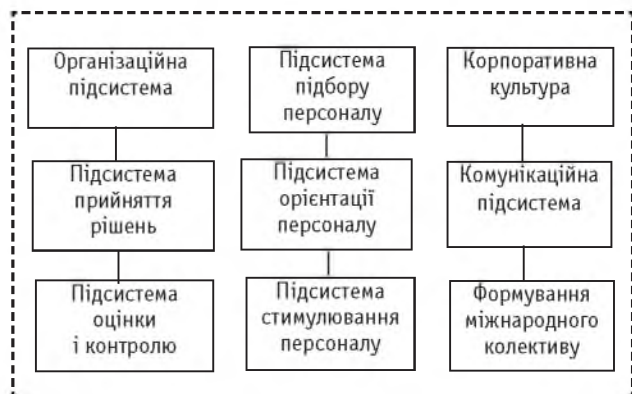 Організаційна
підсистема
Підсистема
підбору
персоналу
Корпоративна
культура
Підсистема
прийняття
рішень
Підсистема
орієнтації
персоналу
Комунікаційна
підсистема
Підсистема
оцінки
і контролю
Підсистема
стимулювання
персоналу
Формування
міжнародного
колективу